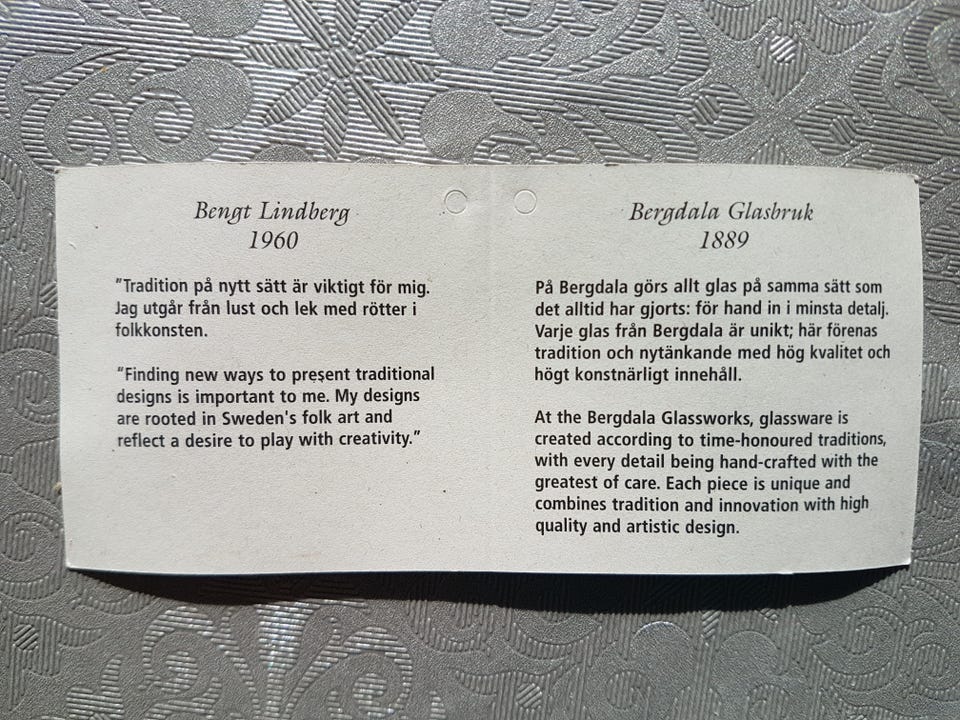 Bengt Lindberg
1960
"Tradition på nytt sätt är viktigt för mig.
Jag utgår från lust och lek med rötter i
folkkonsten.
"Finding new ways to present traditional
designs is important to me. My designs
are rooted in Sweden's folk art and
reflect a desire to play with creativity."
Bergdala Glasbruk
1889
På Bergdala görs allt glas på samma sätt som
det alltid har gjorts: för hand in i minsta detalj.
Varje glas från Bergdala är unikt; här förenas
tradition och nytänkande med hög kvalitet och
högt konstnärligt innehåll.
At the Bergdala Glassworks, glassware is
created according to time-honoured traditions,
with every detail being hand-crafted with the
greatest of care. Each piece is unique and
combines tradition and innovation with high
quality and artistic design.